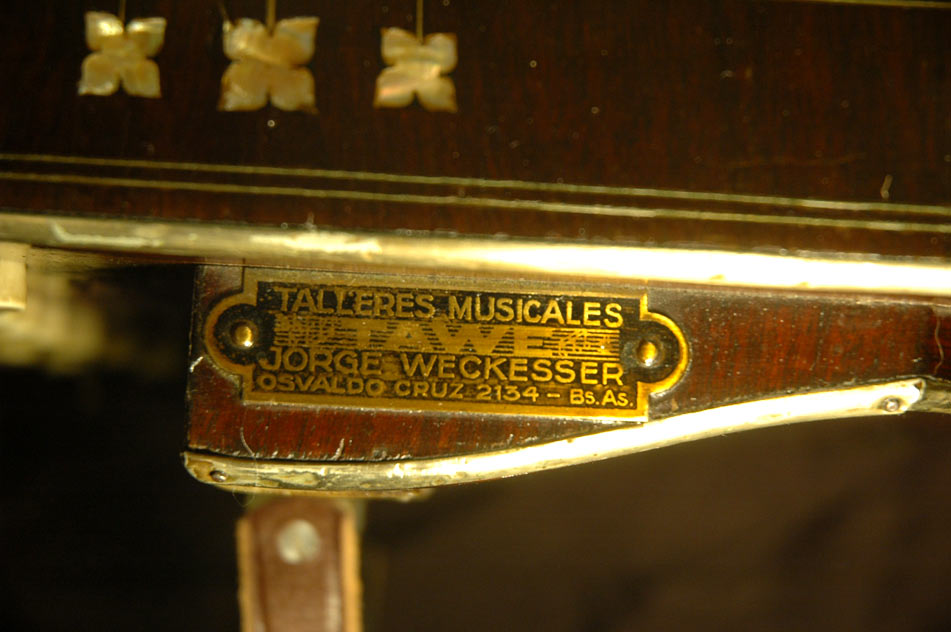 TALLERES MUSICALES
TAWE
JORGE WECKESSER
OSVALDO CRUZ 2134 - Bs. As.